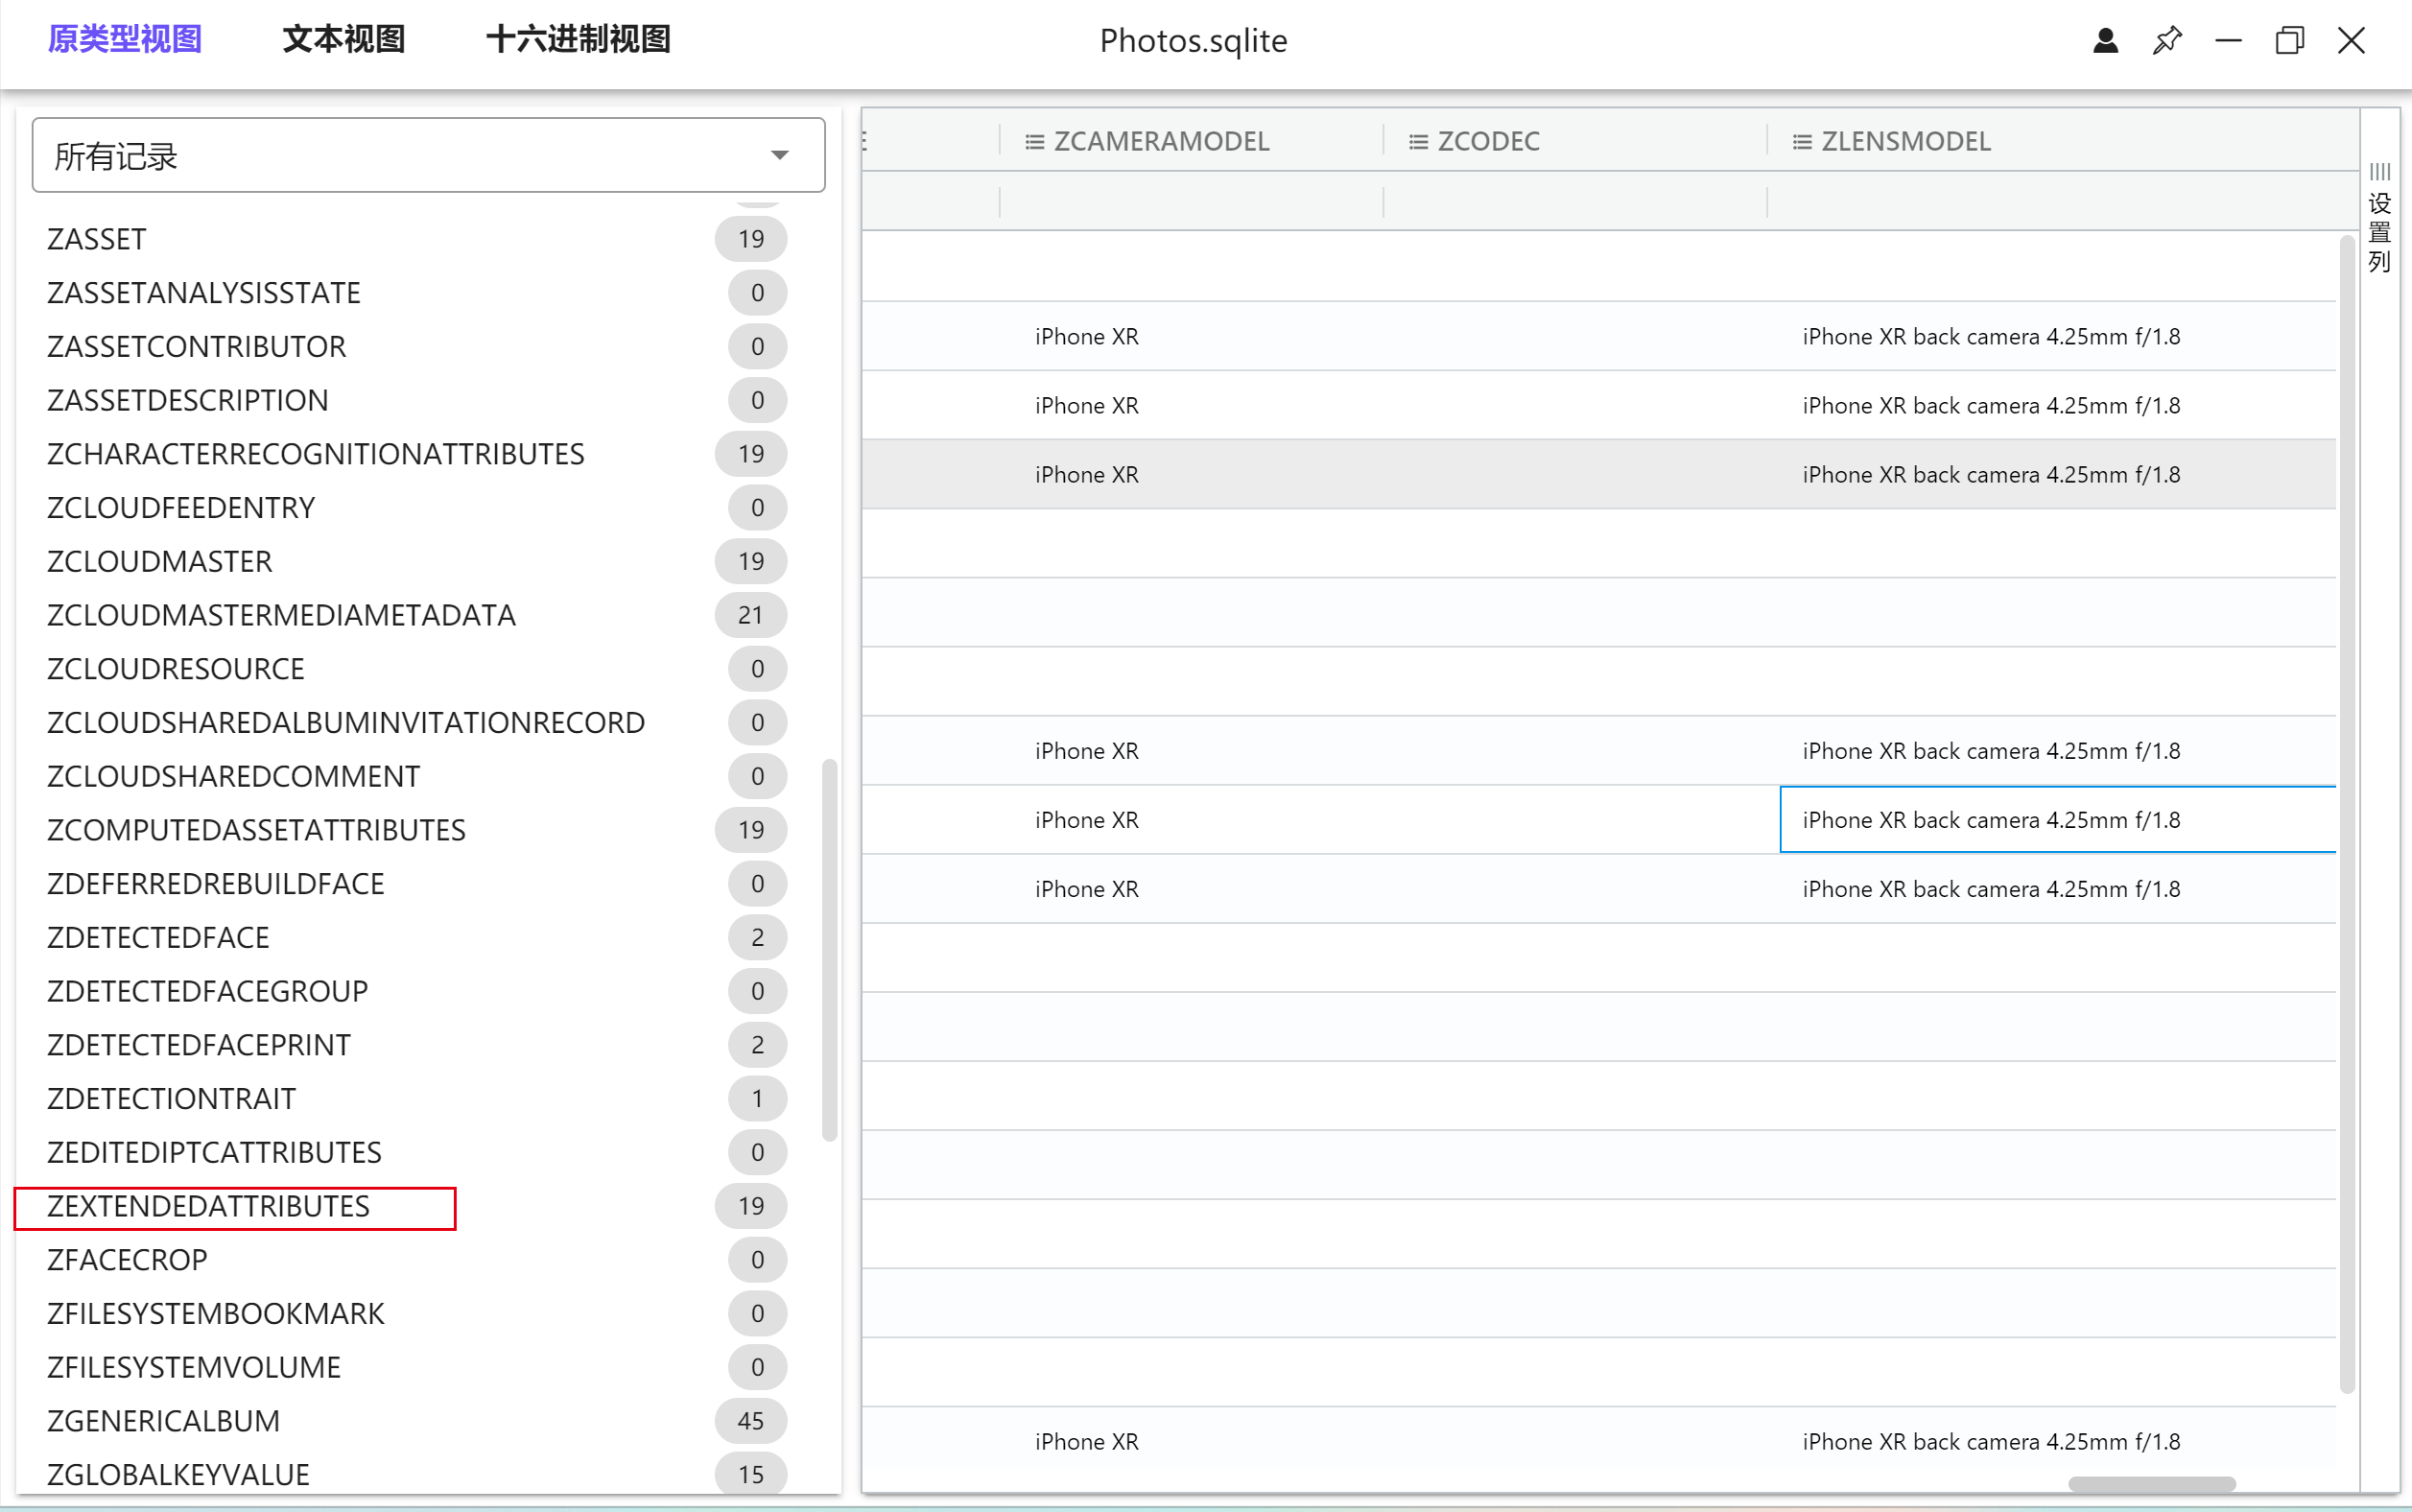 原类型视图 文本视图 十六进制视图 Photos.sqlite
所有记录
ZASSET 19
ZASSETANALYSISSTATE 0
ZASSETCONTRIBUTOR 0
ZASSETDESCRIPTION 0
ZCHARACTERRECOGNITIONATTRIBUTES 19
ZCLOUDFEEDENTRY 0
ZCLOUDMASTER 19
ZCLOUDMASTERMEDIAMETADATA 21
ZCLOUDRESOURCE 0
ZCLOUDSHAREDALBUMINVITATIONRECORD 0
ZCLOUDSHAREDCOMMENT 0
ZCOMPUTEDASSETATTRIBUTES 19
ZDEFERREDREBUILDFACE 0
ZDETECTEDFACE 2
ZDETECTEDFACEGROUP 0
ZDETECTEDFACEPRINT 2
ZDETECTIONTRAIT 1
ZEDITEDIPTCATTRIBUTES 0
ZEXTENDEDATTRIBUTES 19
ZFACECROP 0
ZFILESYSTEMBOOKMARK 0
ZFILESYSTEMVOLUME 0
ZGENERICALBUM 45
ZGLOBALKEYVALUE 15
ZCAMERAMODEL ZCODEC ZLENSMODEL
iPhone XR iPhone XR back camera 4.25mm f/1.8
iPhone XR iPhone XR back camera 4.25mm f/1.8
iPhone XR iPhone XR back camera 4.25mm f/1.8
iPhone XR iPhone XR back camera 4.25mm f/1.8
iPhone XR iPhone XR back camera 4.25mm f/1.8
iPhone XR iPhone XR back camera 4.25mm f/1.8
iPhone XR iPhone XR back camera 4.25mm f/1.8
设置列